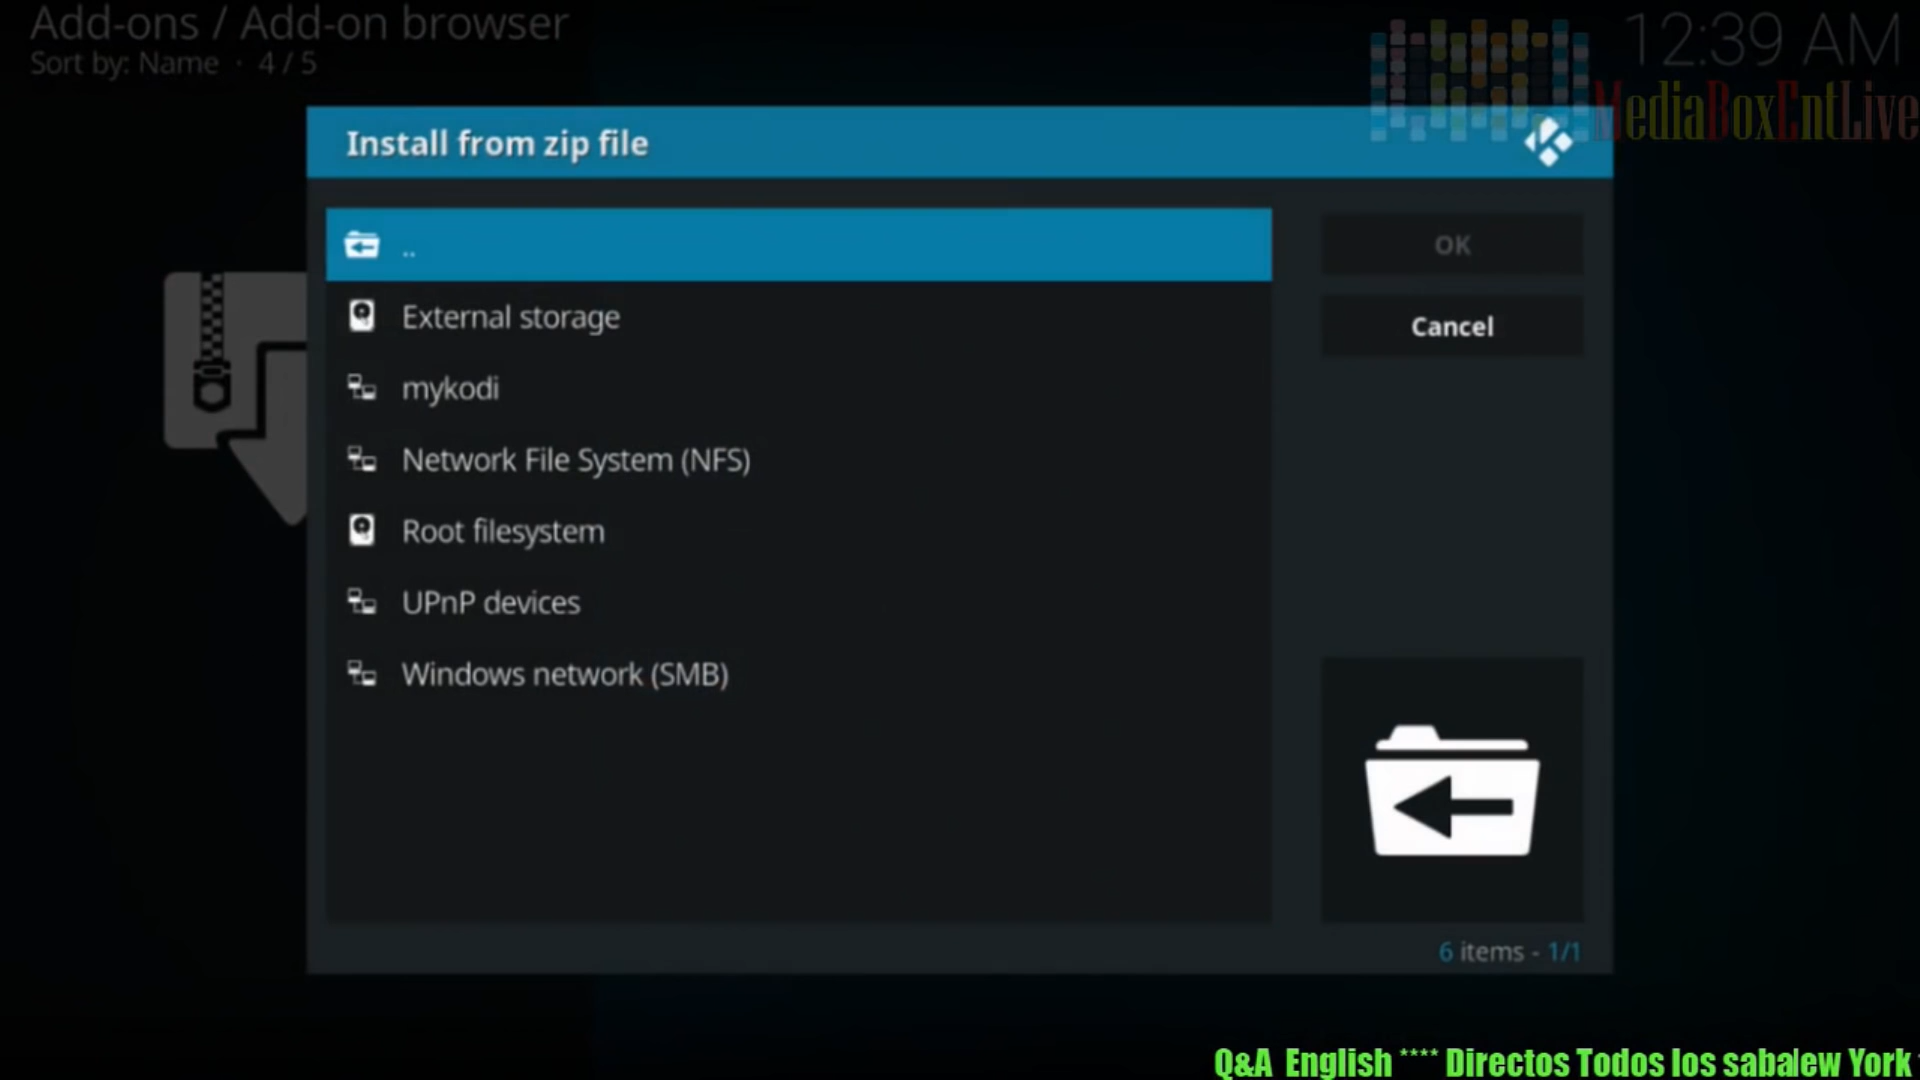 Add-ons / Add-on browser
Sort by: Name · 4 / 5
12:39 AM
MediaBoxEntLive
Install from zip file
..
External storage
mykodi
Network File System (NFS)
Root filesystem
UPnP devices
Windows network (SMB)
OK
Cancel
6 items - 1/1
Q&A English **** Directos Todos los sabalew York